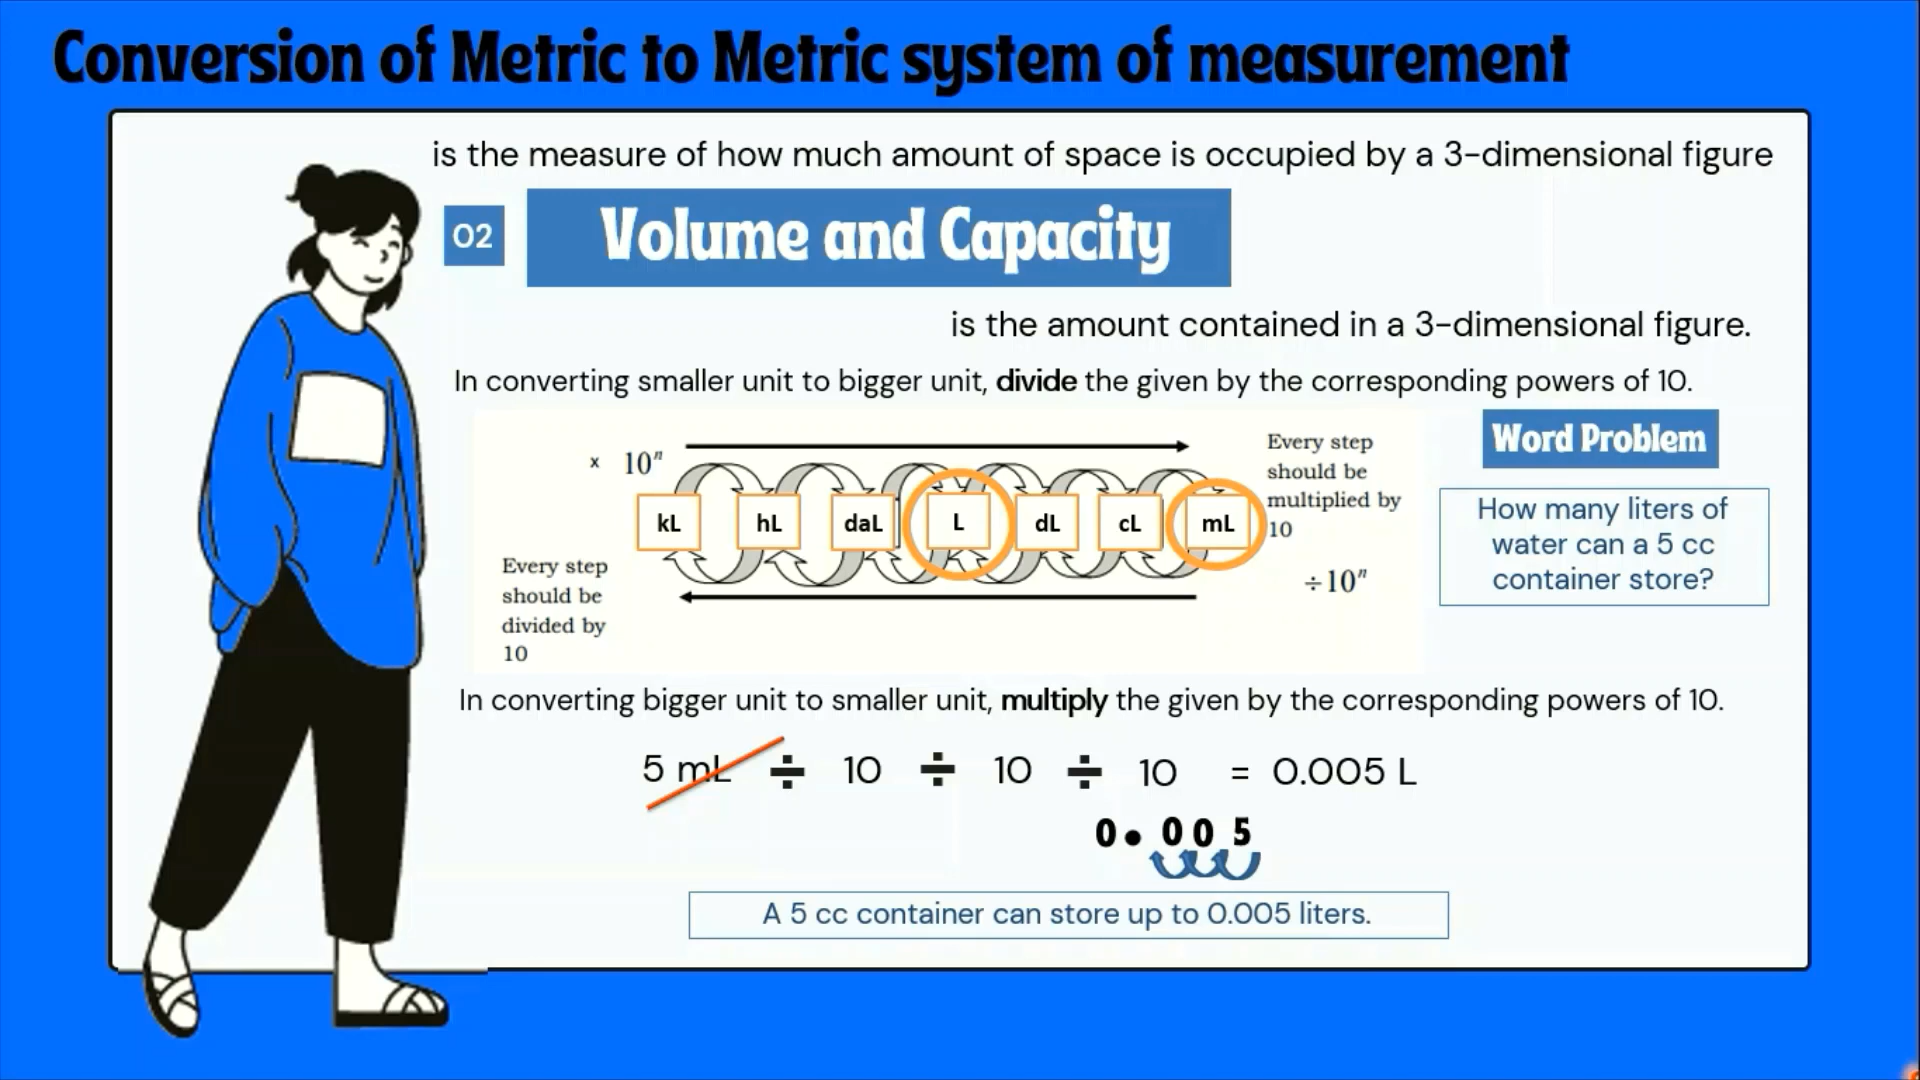 Conversion of Metric to Metric system of measurement
is the measure of how much amount of space is occupied by a 3-dimensional figure
02
Volume and Capacity
is the amount contained in a 3-dimensional figure.
In converting smaller unit to bigger unit, divide the given by the corresponding powers of 10.
x 10ⁿ
Every step
should be
multiplied by
10
kL hL daL L dL cL mL
÷10ⁿ
Every step
should be
divided by
10
Word Problem
How many liters of
water can a 5 cc
container store?
In converting bigger unit to smaller unit, multiply the given by the corresponding powers of 10.
5 mL ÷ 10 ÷ 10 ÷ 10 = 0.005 L
0.005
A 5 cc container can store up to 0.005 liters.